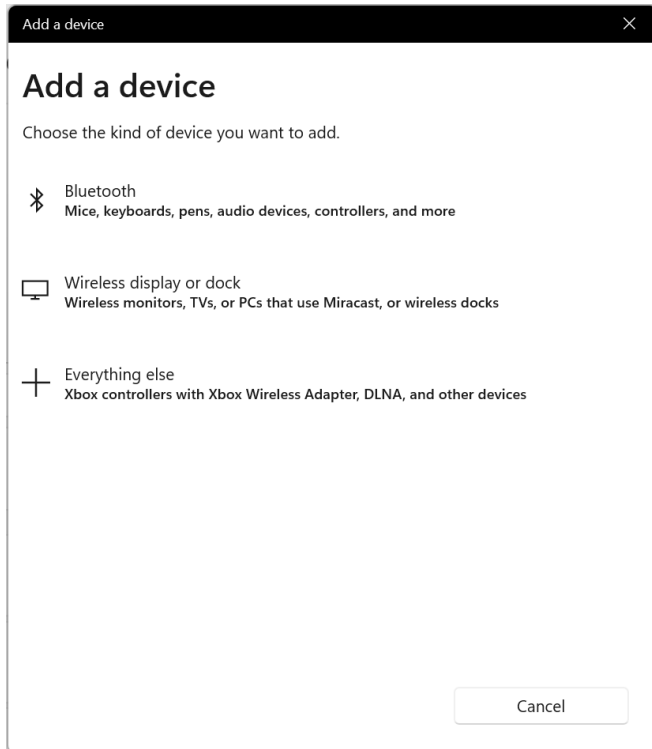 Add a device
Add a device
Choose the kind of device you want to add.
Bluetooth
Mice, keyboards, pens, audio devices, controllers, and more
Wireless display or dock
Wireless monitors, TVs, or PCs that use Miracast, or wireless docks
Everything else
Xbox controllers with Xbox Wireless Adapter, DLNA, and other devices
Cancel